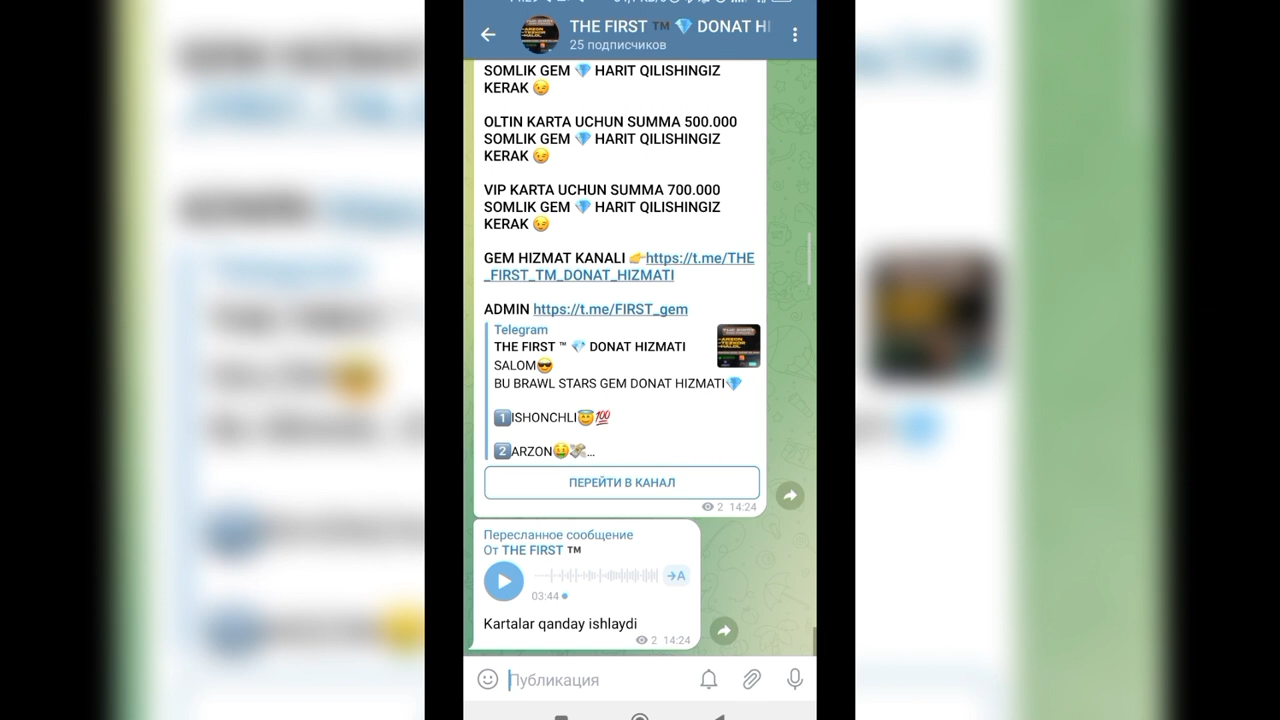 THE FIRST ™ 💎 DONAT HI
25 подписчиков
SOMLIK GEM 💎 HARIT QILISHINGIZ
KERAK 😉
OLTIN KARTA UCHUN SUMMA 500.000
SOMLIK GEM 💎 HARIT QILISHINGIZ
KERAK 😉
VIP KARTA UCHUN SUMMA 700.000
SOMLIK GEM 💎 HARIT QILISHINGIZ
KERAK 😉
GEM HIZMAT KANALI 👉https://t.me/THE
_FIRST_TM_DONAT_HIZMATI
ADMIN https://t.me/FIRST_gem
Telegram
THE FIRST ™ 💎 DONAT HIZMATI
SALOM😎
BU BRAWL STARS GEM DONAT HIZMATI💎
1️⃣ISHONCHLI😇💯
2️⃣ARZON🤑💸...
ПЕРЕЙТИ В КАНАЛ
2 14:24
Пересланное сообщение
От THE FIRST ™
→A
03:44
Kartalar qanday ishlaydi
2 14:24
Публикация